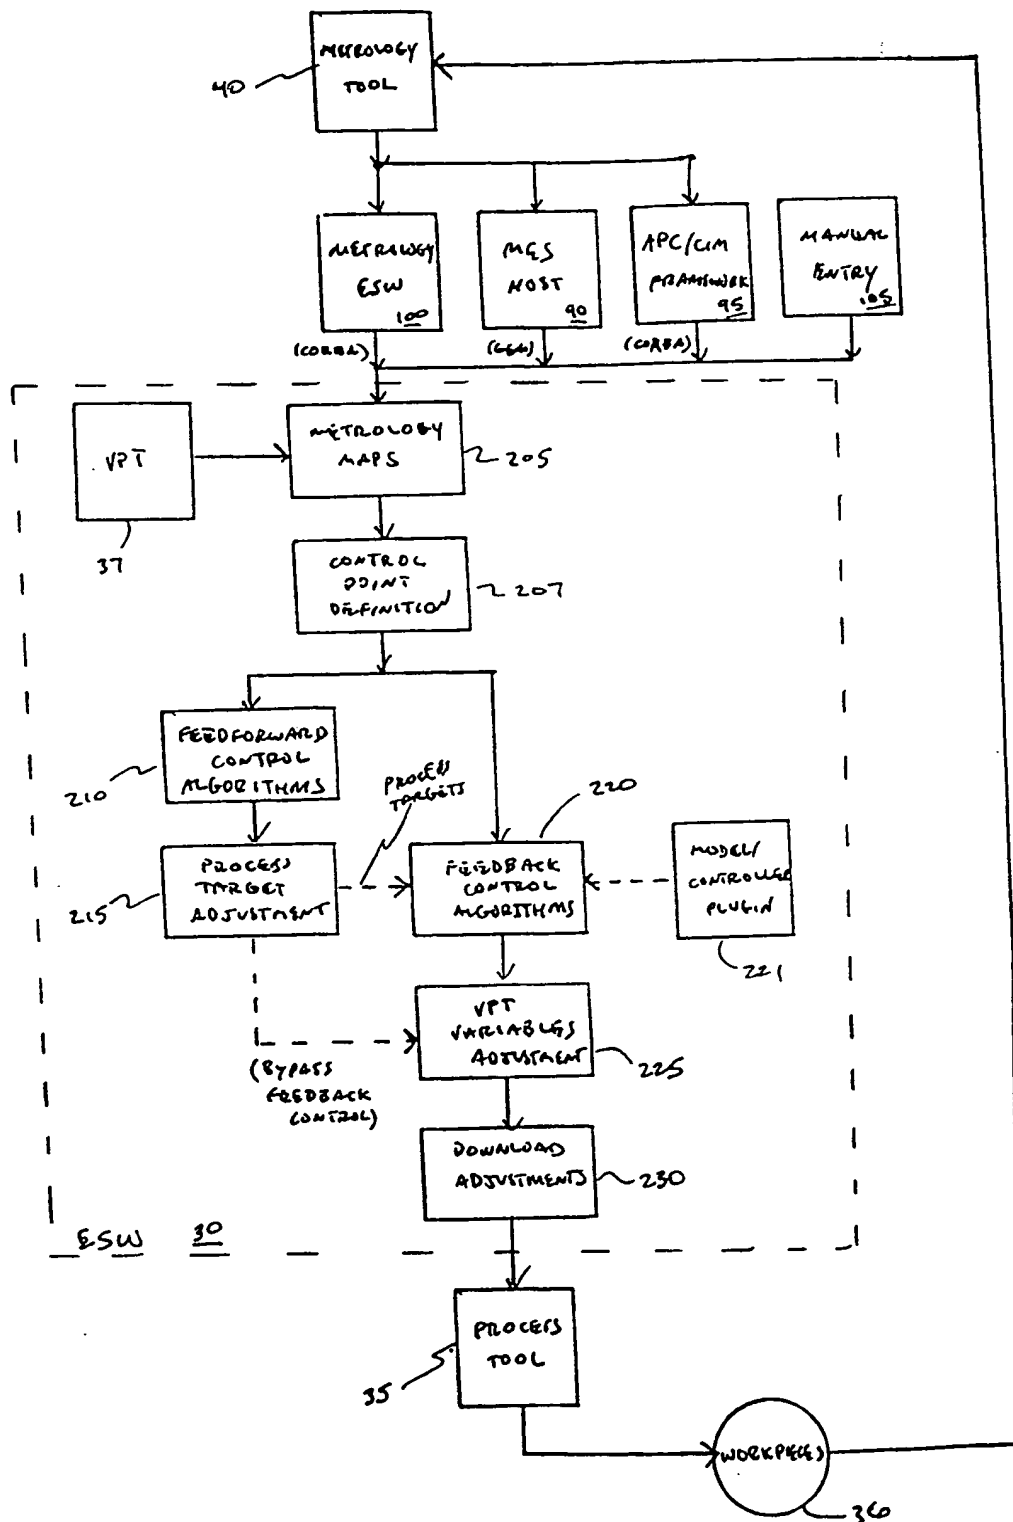 METROLOGY
TOOL
40
METROLOGY
ESW
100
MES
HOST
90
APC/CIM
FRAMEWORK
95
MANUAL
ENTRY
105
(CORBA)
(GEM)
(CORBA)
VPT
37
METROLOGY
MAPS
205
CONTROL
POINT
DEFINITION
207
FEEDFORWARD
CONTROL
ALGORITHMS
210
PROCESS
TARGETS
220
PROCESS
TARGET
ADJUSTMENT
215
FEEDBACK
CONTROL
ALGORITHMS
MODEL/
CONTROLLER
PLUGIN
221
VPT
VARIABLES
ADJUSTMENT
225
(BYPASS
FEEDBACK
CONTROL)
DOWNLOAD
ADJUSTMENTS
230
ESW 30
PROCESS
TOOL
35
WORKPIECES
36